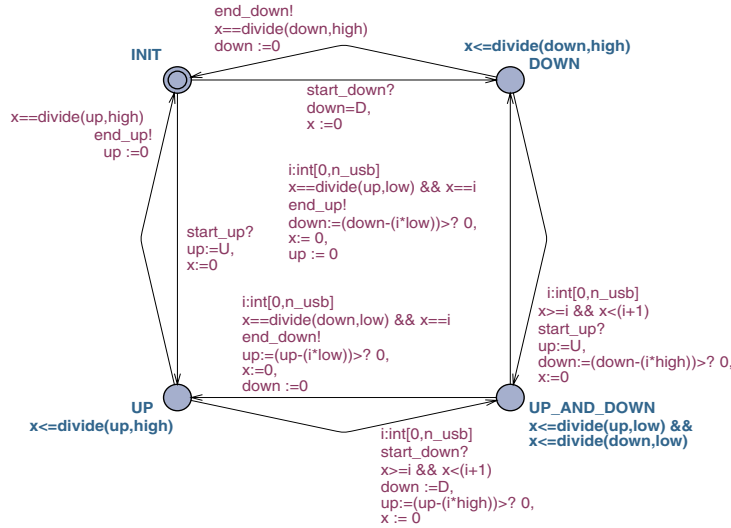 end_down!
x==divide(down,high)
down :=0
INIT
x<=divide(down,high)
DOWN
start_down?
down=D,
x :=0
x==divide(up,high)
end_up!
up :=0
i:int[0,n_usb]
x==divide(up,low) && x==i
end_up!
down:=(down-(i*low))>? 0,
x:= 0,
up := 0
start_up?
up:=U,
x:=0
i:int[0,n_usb]
x>=i && x<(i+1)
start_up?
up:=U,
down:=(down-(i*high))>? 0,
x:=0
i:int[0,n_usb]
x==divide(down,low) && x==i
end_down!
up:=(up-(i*low))>? 0,
x:=0,
down :=0
UP
x<=divide(up,high)
UP_AND_DOWN
x<=divide(up,low) &&
x<=divide(down,low)
i:int[0,n_usb]
start_down?
x>=i && x<(i+1)
down :=D,
up:=(up-(i*high))>? 0,
x := 0